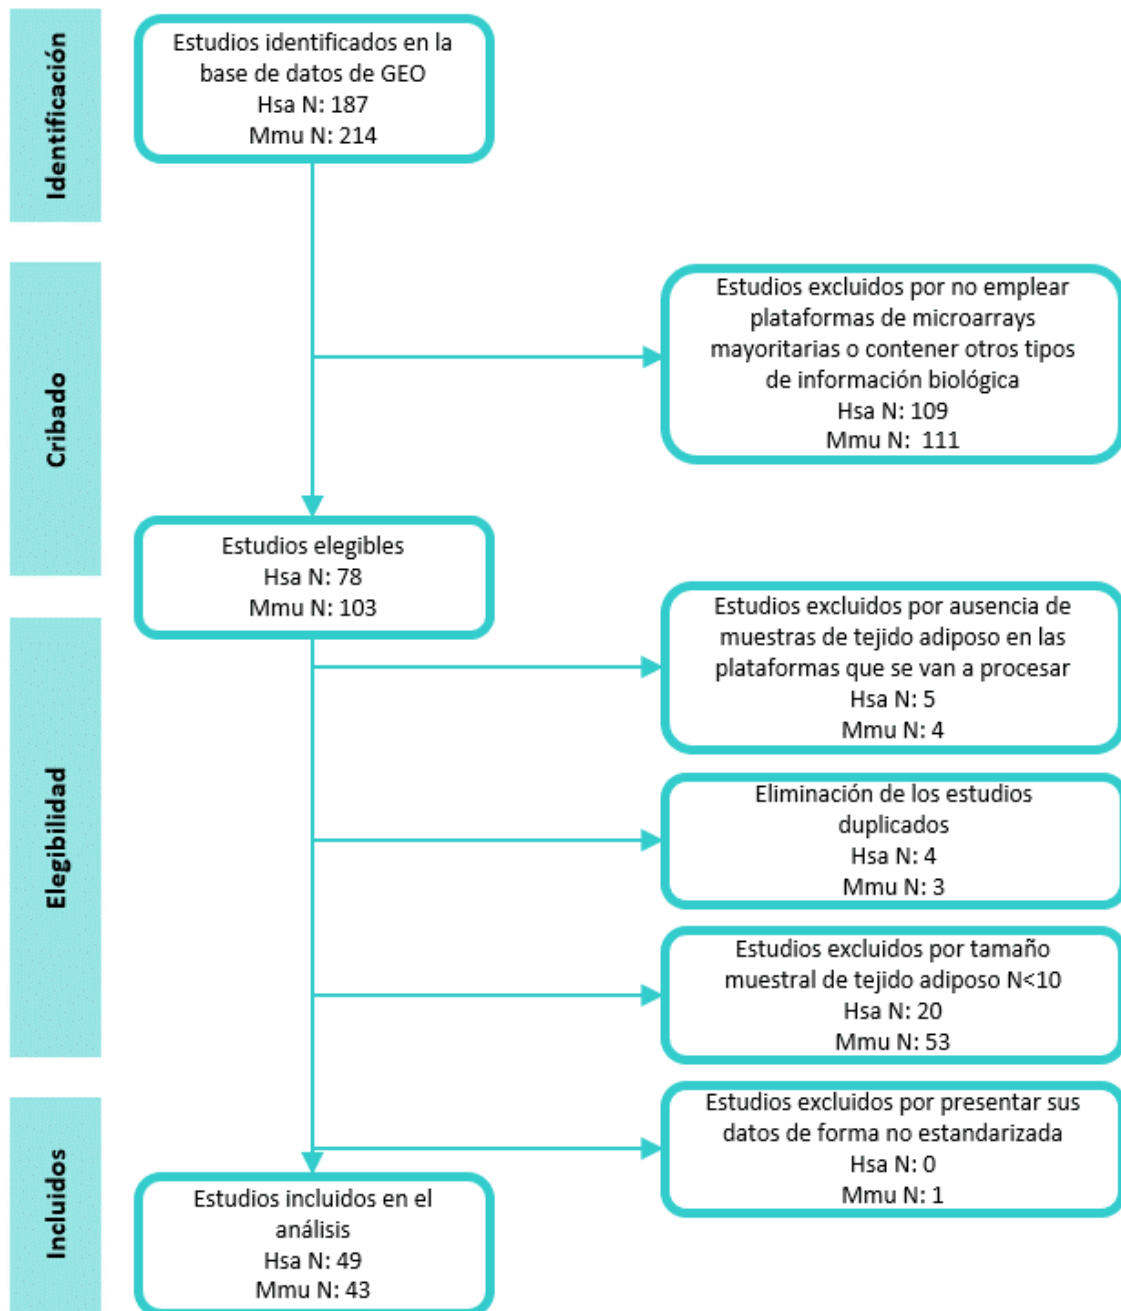 Identificación
Estudios identificados en la
base de datos de GEO
Hsa N: 187
Mmu N: 214
Cribado
Estudios excluidos por no emplear
plataformas de microarrays
mayoritarias o contener otros tipos
de información biológica
Hsa N: 109
Mmu N:  111
Estudios elegibles
Hsa N: 78
Mmu N: 103
Elegibilidad
Estudios excluidos por ausencia de
muestras de tejido adiposo en las
plataformas que se van a procesar
Hsa N: 5
Mmu N: 4
Eliminación de los estudios
duplicados
Hsa N: 4
Mmu N: 3
Estudios excluidos por tamaño
muestral de tejido adiposo N<10
Hsa N: 20
Mmu N: 53
Incluidos
Estudios excluidos por presentar sus
datos de forma no estandarizada
Hsa N: 0
Mmu N: 1
Estudios incluidos en el
análisis
Hsa N: 49
Mmu N: 43